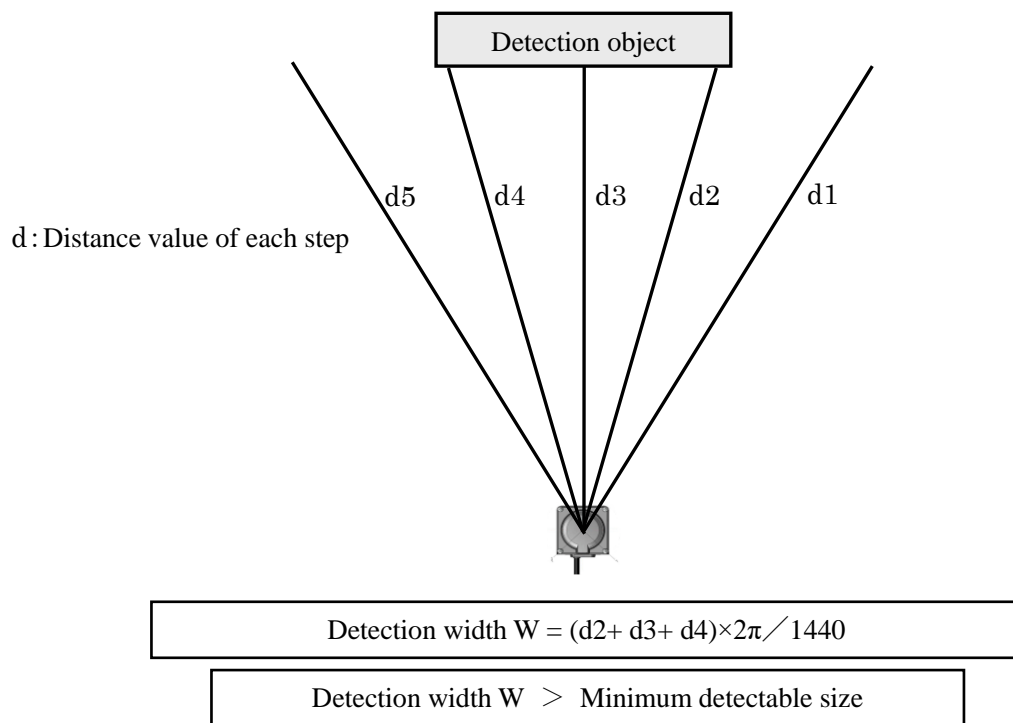 Detection object
d5
d4
d3
d2
d1
d:Distance value of each step
Detection width W = (d2+ d3+ d4)×2π/1440
Detection width W > Minimum detectable size